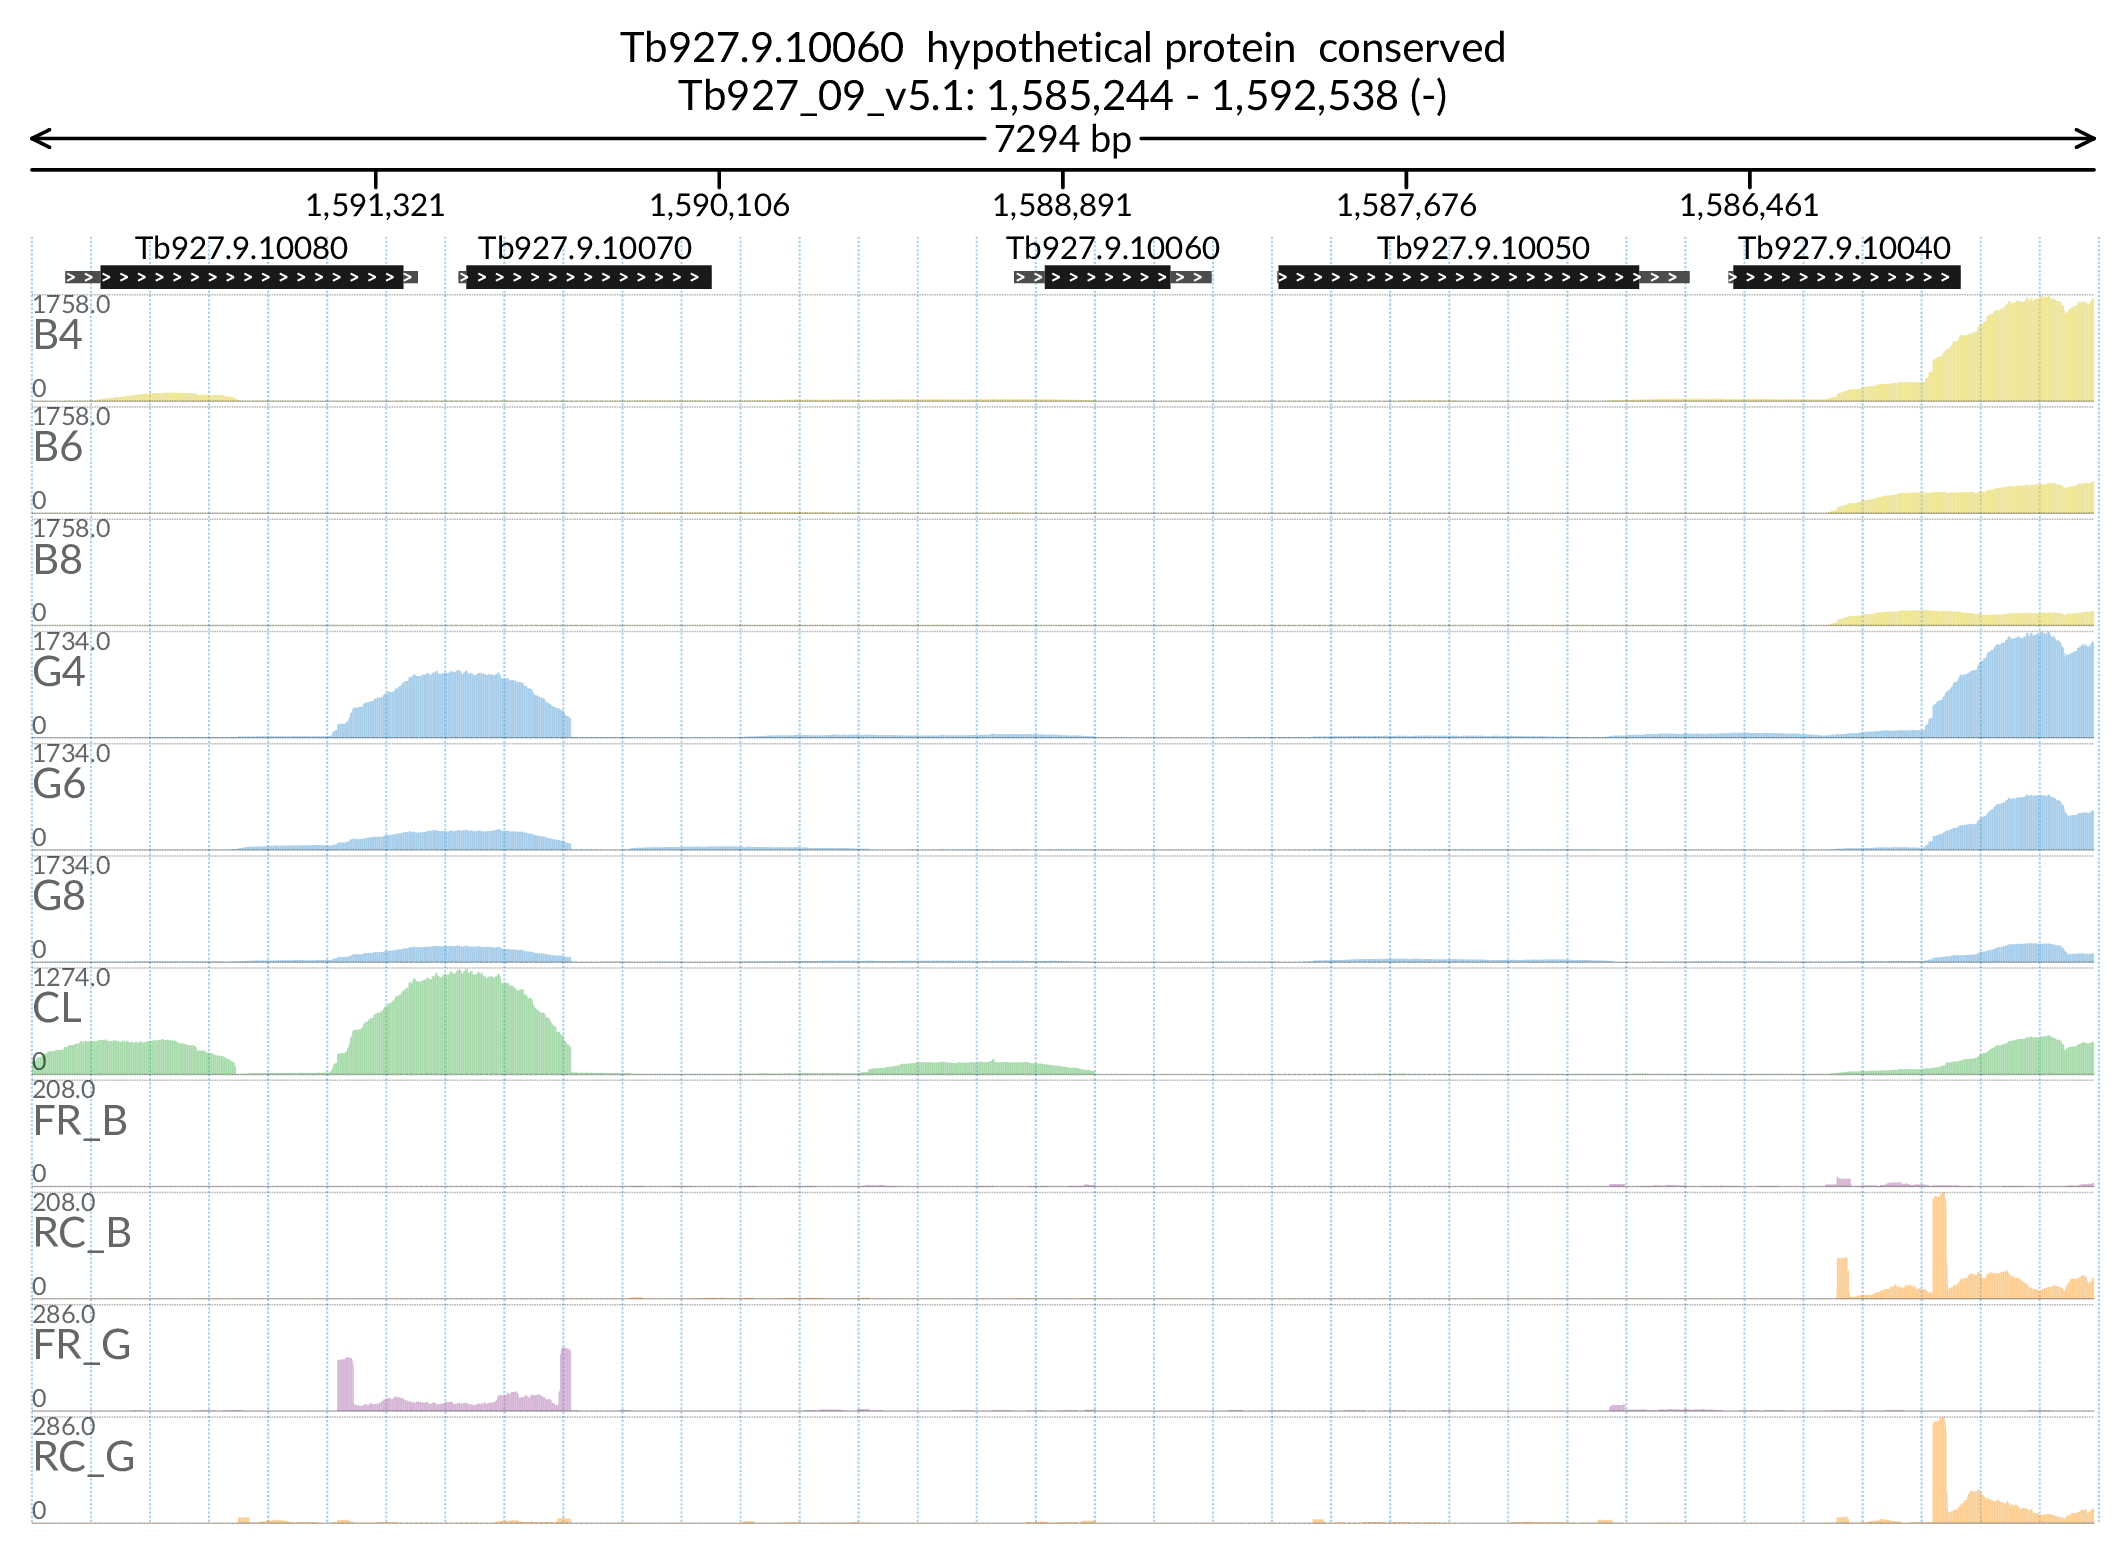 Tb927.9.10060 hypothetical protein conserved
Tb927_09_v5.1: 1,585,244 - 1,592,538 (-)
7294 bp
1,591,321 1,590,106 1,588,891 1,587,676 1,586,461
Tb927.9.10080 Tb927.9.10070 Tb927.9.10060 Tb927.9.10050 Tb927.9.10040
1758.0
B4
0
1758.0
B6
0
1758.0
B8
0
1734.0
G4
0
1734.0
G6
0
1734.0
G8
0
1274.0
CL
0
208.0
FR_B
0
208.0
RC_B
0
286.0
FR_G
0
286.0
RC_G
0